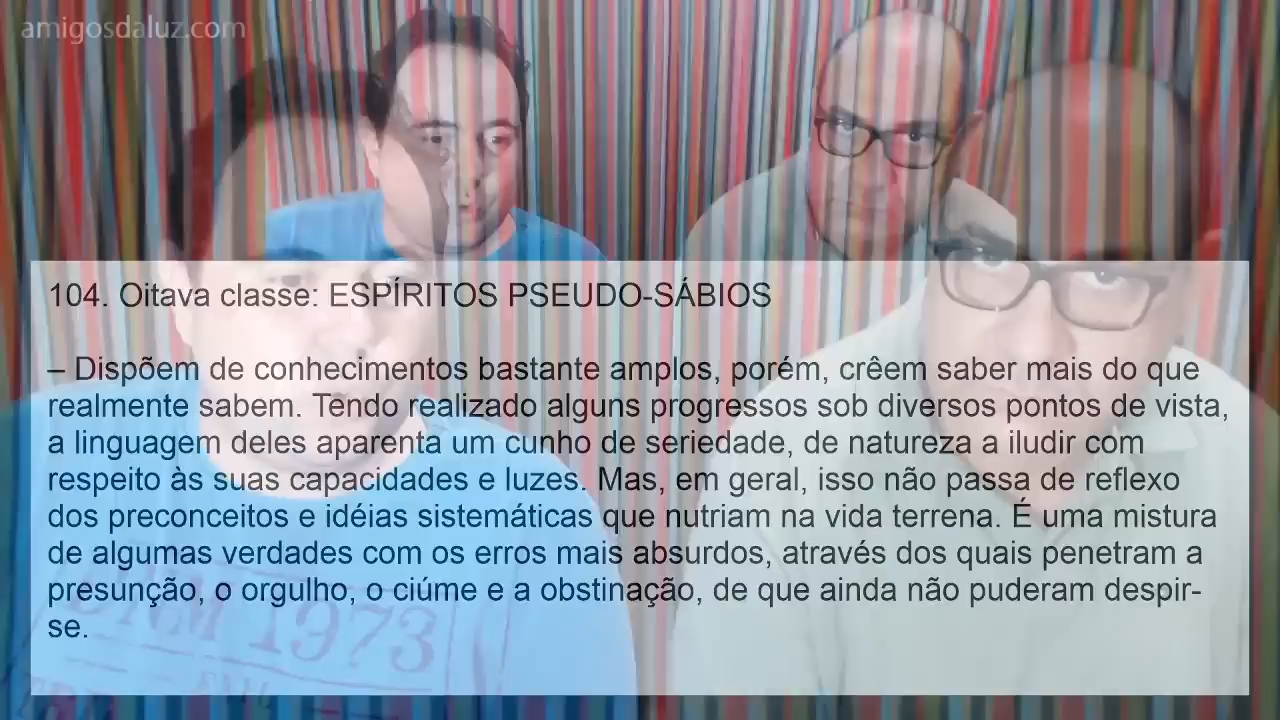 amigosdaluz.com
104. Oitava classe: ESPÍRITOS PSEUDO-SÁBIOS
– Dispõem de conhecimentos bastante amplos, porém, crêem saber mais do que
realmente sabem. Tendo realizado alguns progressos sob diversos pontos de vista,
a linguagem deles aparenta um cunho de seriedade, de natureza a iludir com
respeito às suas capacidades e luzes. Mas, em geral, isso não passa de reflexo
dos preconceitos e idéias sistemáticas que nutriam na vida terrena. É uma mistura
de algumas verdades com os erros mais absurdos, através dos quais penetram a
presunção, o orgulho, o ciúme e a obstinação, de que ainda não puderam despir-
se.
1973